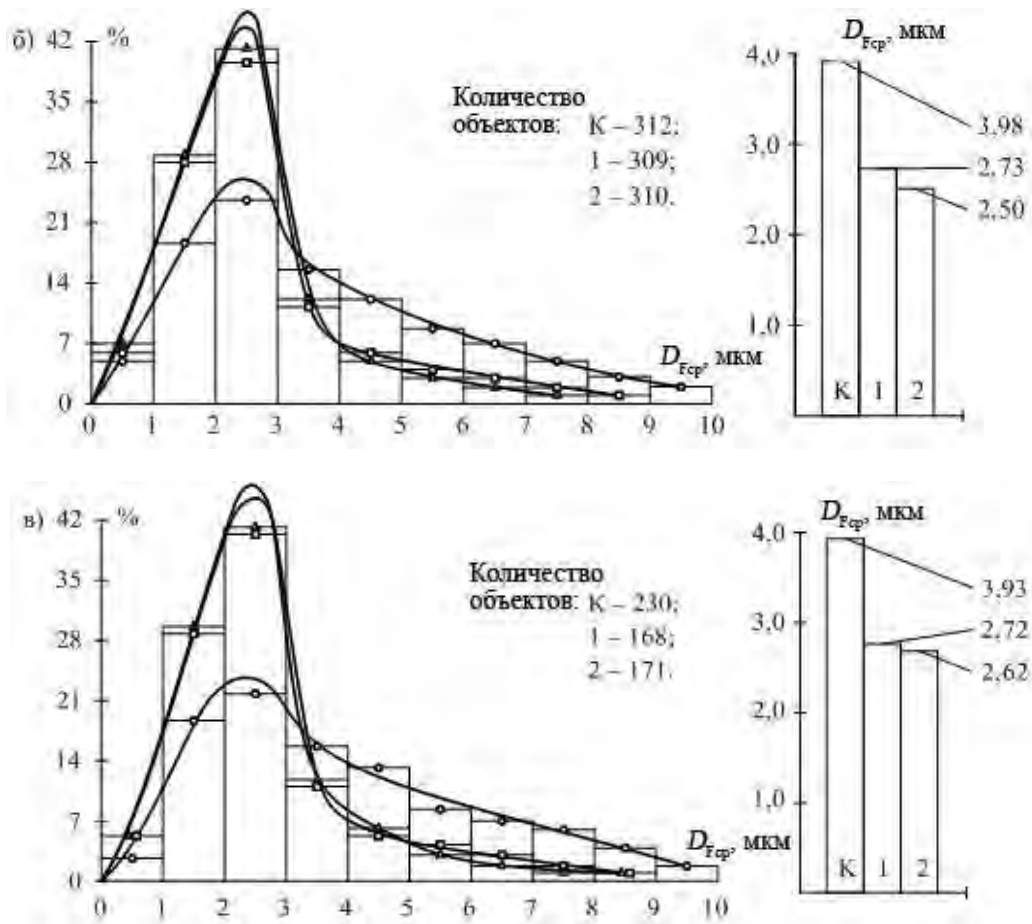 б) 42 %
35
28
21
14
7
0
0 1 2 3 4 5 6 7 8 9 10
D_Fср, мкм
Количество
объектов: К – 312;
1 – 309;
2 – 310.
D_Fср, мкм
4,0
3,0
2,0
1,0
3,98
2,73
2,50
К 1 2
в) 42 %
35
28
21
14
7
0
0 1 2 3 4 5 6 7 8 9 10
D_Fср, мкм
Количество
объектов: К – 230;
1 – 168;
2 – 171.
D_Fср, мкм
4,0
3,0
2,0
1,0
3,93
2,72
2,62
К 1 2